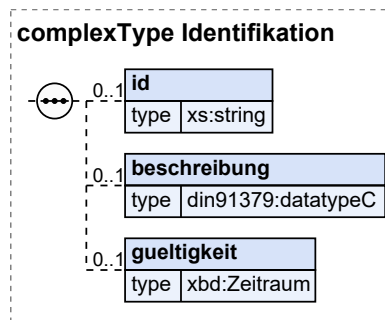 complexType Identifikation
0..1 id
type xs:string
0..1 beschreibung
type din91379:datatypeC
0..1 gueltigkeit
type xbd:Zeitraum